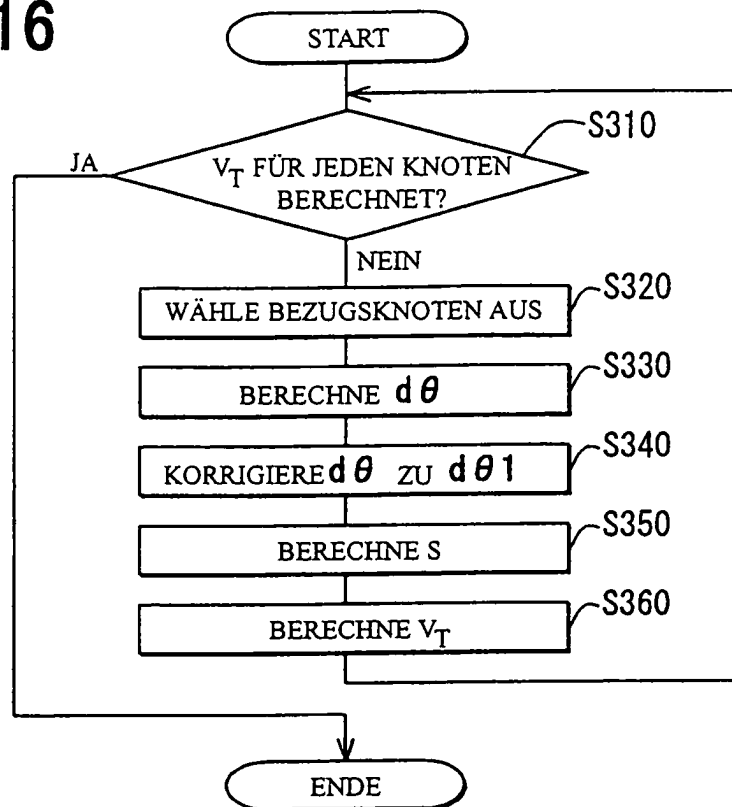 16
START
S310
JA
V_T FÜR JEDEN KNOTEN
BERECHNET?
NEIN
WÄHLE BEZUGSKNOTEN AUS
S320
BERECHNE dθ
S330
KORRIGIERE dθ ZU dθ1
S340
BERECHNE S
S350
BERECHNE V_T
S360
ENDE